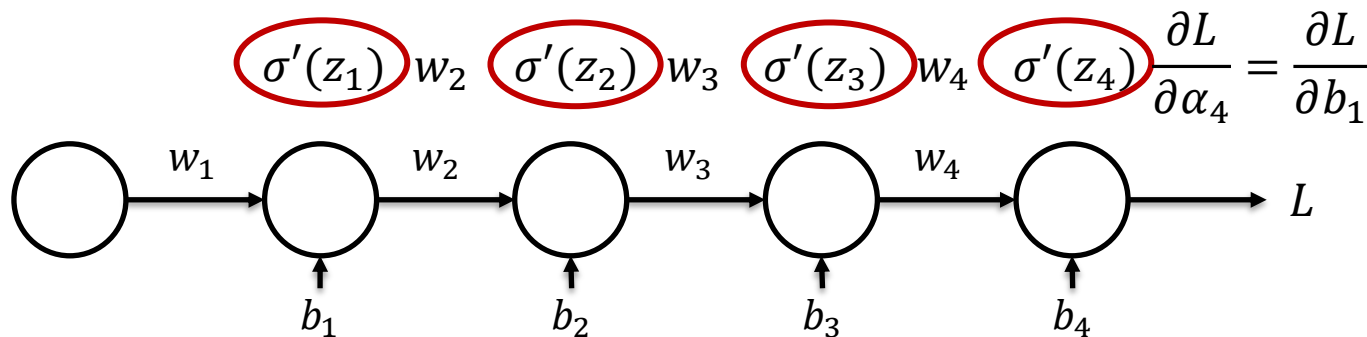 σ′(z₁) w₂ σ′(z₂) w₃ σ′(z₃) w₄ σ′(z₄) ∂L/∂α₄ = ∂L/∂b₁
w₁ w₂ w₃ w₄
L
b₁ b₂ b₃ b₄